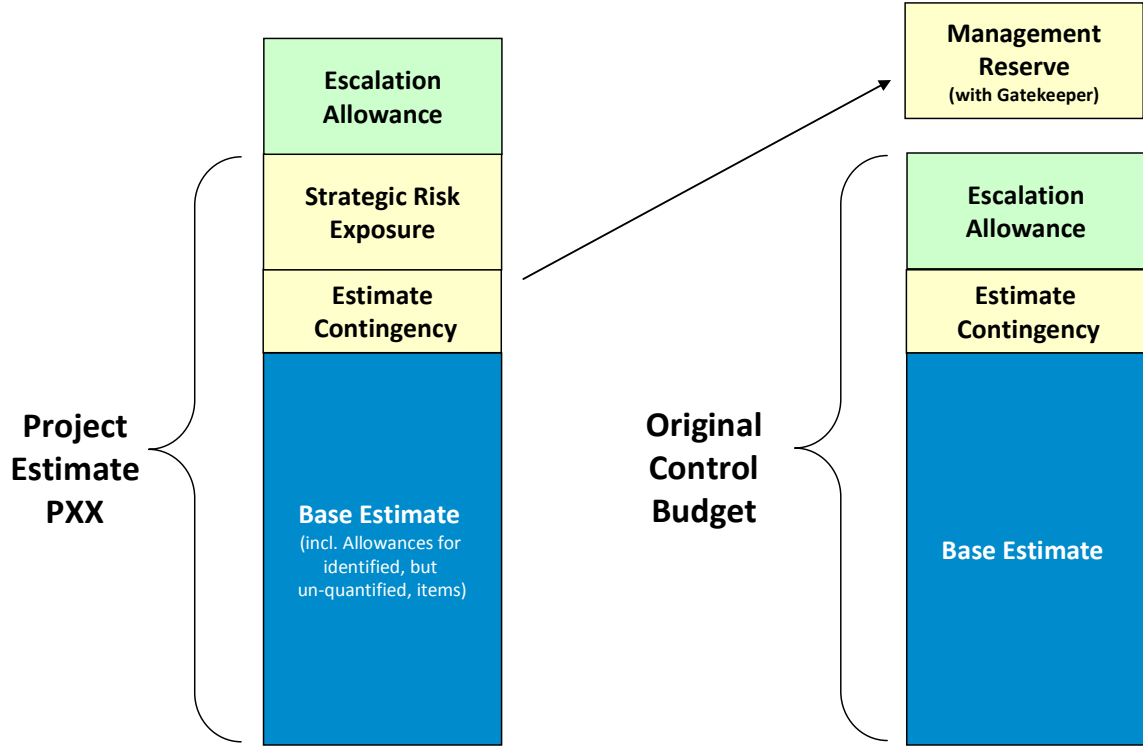 Escalation
Allowance
Strategic Risk
Exposure
Estimate
Contingency
Project
Estimate
PXX
Base Estimate
(incl. Allowances for
identified, but
un-quantified, items)
Management
Reserve
(with Gatekeeper)
Escalation
Allowance
Estimate
Contingency
Original
Control
Budget
Base Estimate